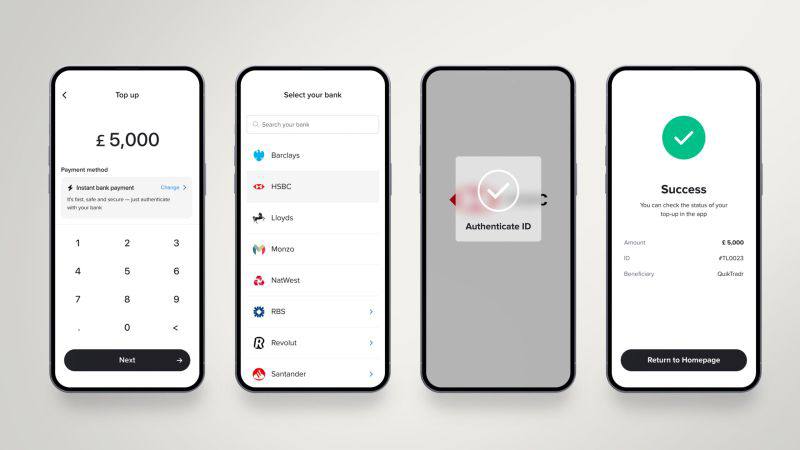 Top up
£ 5,000
Payment method
Instant bank payment
Change
It's fast, safe and secure — just authenticate
with your bank
1 2 3
4 5 6
7 8 9
. 0 <
Next
Select your bank
Search your bank
Barclays
HSBC
Lloyds
Monzo
NatWest
RBS
Revolut
Santander
Authenticate ID
Success
You can check the status of your
top-up in the app
Amount £ 5,000
ID #TL0023
Beneficiary QuikTradr
Return to Homepage